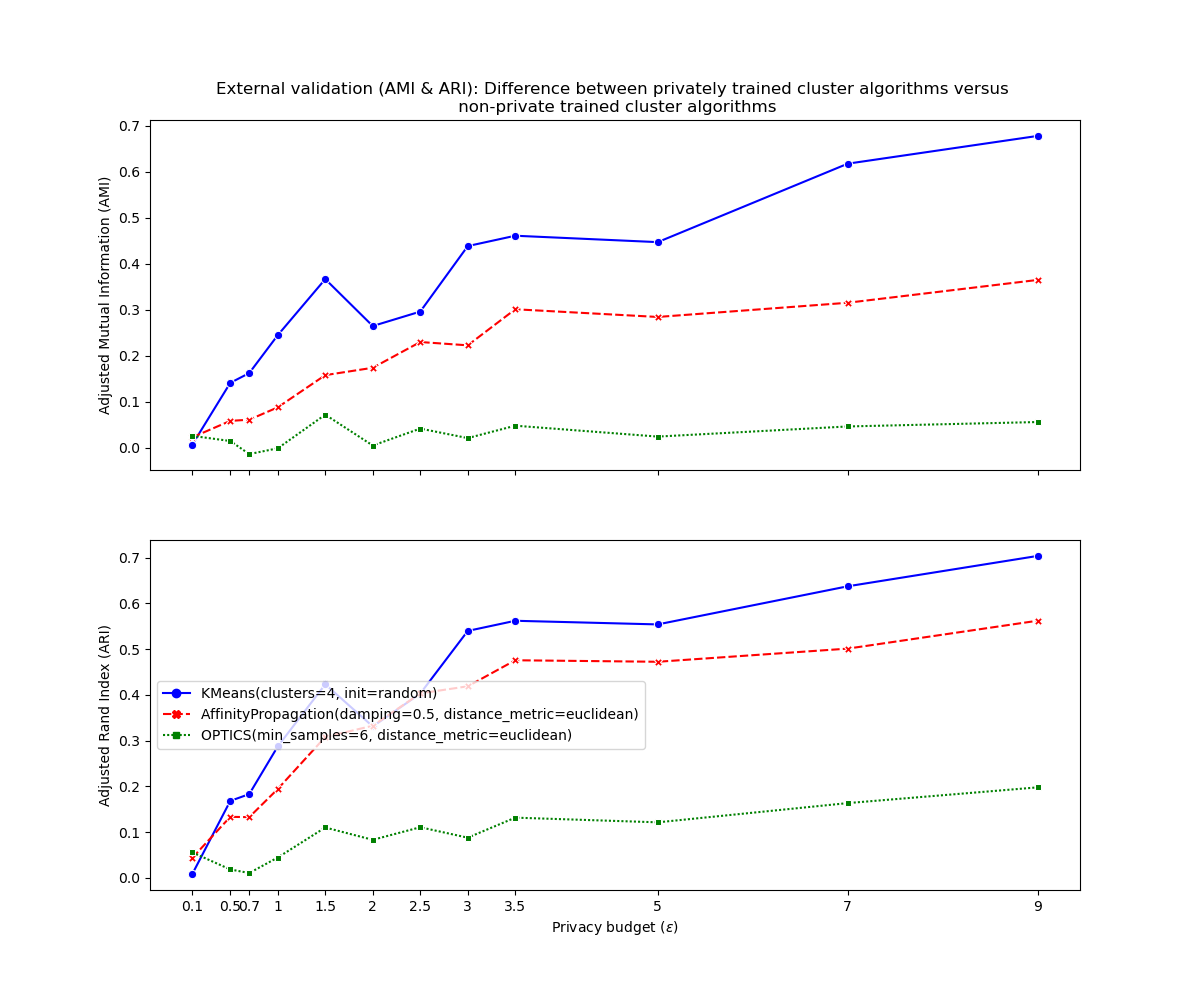 External validation (AMI & ARI): Difference between privately trained cluster algorithms versus
non-private trained cluster algorithms
Adjusted Mutual Information (AMI)
0.7
0.6
0.5
0.4
0.3
0.2
0.1
0.0
Adjusted Rand Index (ARI)
0.7
0.6
0.5
0.4
0.3
0.2
0.1
0.0
KMeans(clusters=4, init=random)
AffinityPropagation(damping=0.5, distance_metric=euclidean)
OPTICS(min_samples=6, distance_metric=euclidean)
0.1 0.5 0.7 1 1.5 2 2.5 3 3.5 5 7 9
Privacy budget (ε)